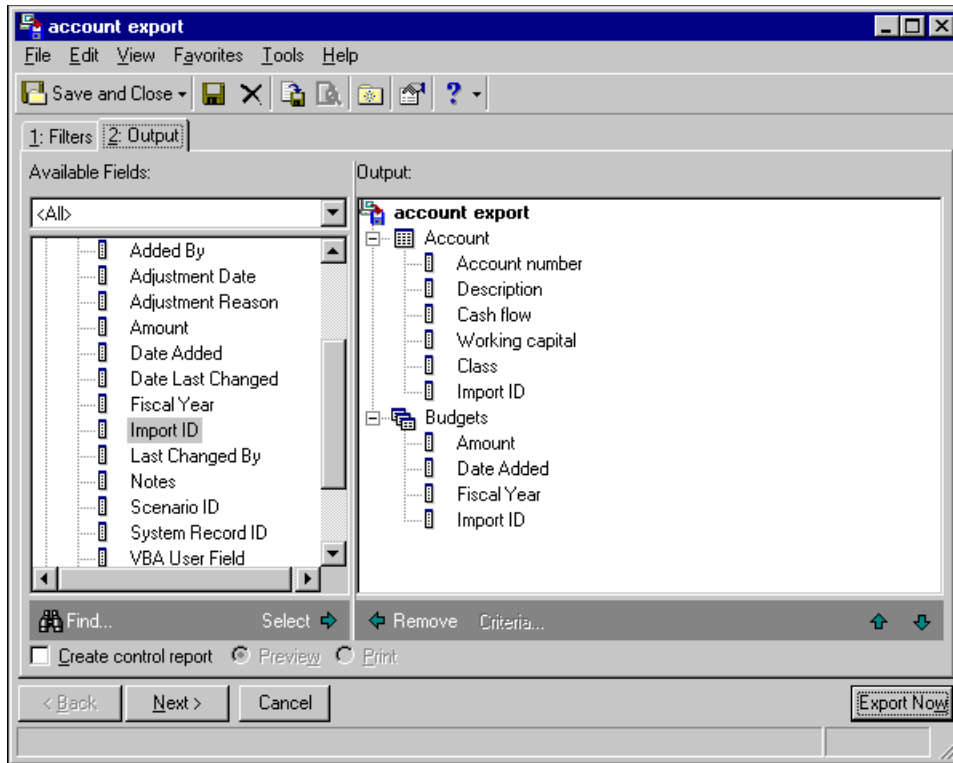 account export
File Edit View Favorites Tools Help
Save and Close
1: Filters 2: Output
Available Fields:
<All>
Added By
Adjustment Date
Adjustment Reason
Amount
Date Added
Date Last Changed
Fiscal Year
Import ID
Last Changed By
Notes
Scenario ID
System Record ID
VBA User Field
Find... Select
Output:
account export
Account
Account number
Description
Cash flow
Working capital
Class
Import ID
Budgets
Amount
Date Added
Fiscal Year
Import ID
Remove Criteria...
Create control report Preview Print
< Back Next > Cancel Export Now